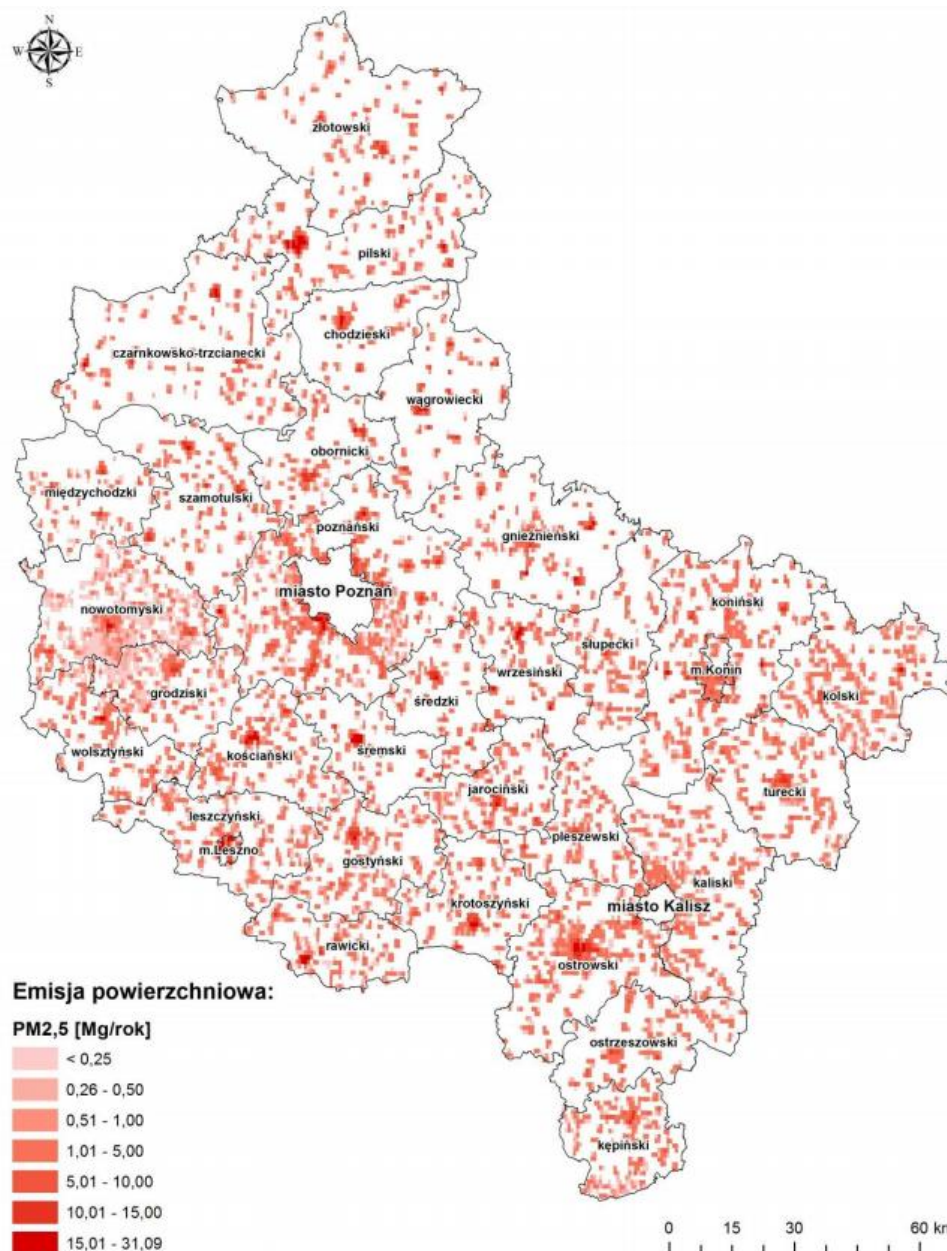 N
W E
S
złotowski
pilski
chodzieski
czarnkowsko-trzcianecki
wągrowiecki
obornicki
międzychodzki
szamotulski
poznański
gnieźnieński
miasto Poznań
nowotomyski
koniński
słupecki
m.Konin
wrzesiński
grodziski
średzki
kolski
wolsztyński
kościański
śremski
jarociński
turecki
leszczyński
pleszewski
m.Leszno
gostyński
kaliski
krotoszyński
miasto Kalisz
rawicki
ostrowski
Emisja powierzchniowa:
PM2,5 [Mg/rok]
ostrzeszowski
< 0,25
0,26 - 0,50
0,51 - 1,00
1,01 - 5,00
kępiński
5,01 - 10,00
10,01 - 15,00
15,01 - 31,09
0 15 30 60 km